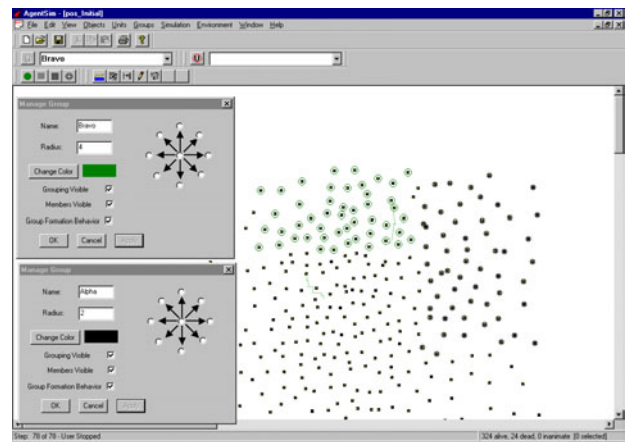 AgentSim - [pos_Initial]
File Edit View Objects Units Groups Simulation Environment Window Help
Bravo
Manage Group
Name: Bravo
Radius: 4
Change Color
Grouping Visible
Members Visible
Group Formation Behavior
OK Cancel Apply
Manage Group
Name: Alpha
Radius: 2
Change Color
Grouping Visible
Members Visible
Group Formation Behavior
OK Cancel Apply
Step: 78 of 78 - User Stopped
324 alive, 24 dead, 0 inanimate [0 selected]